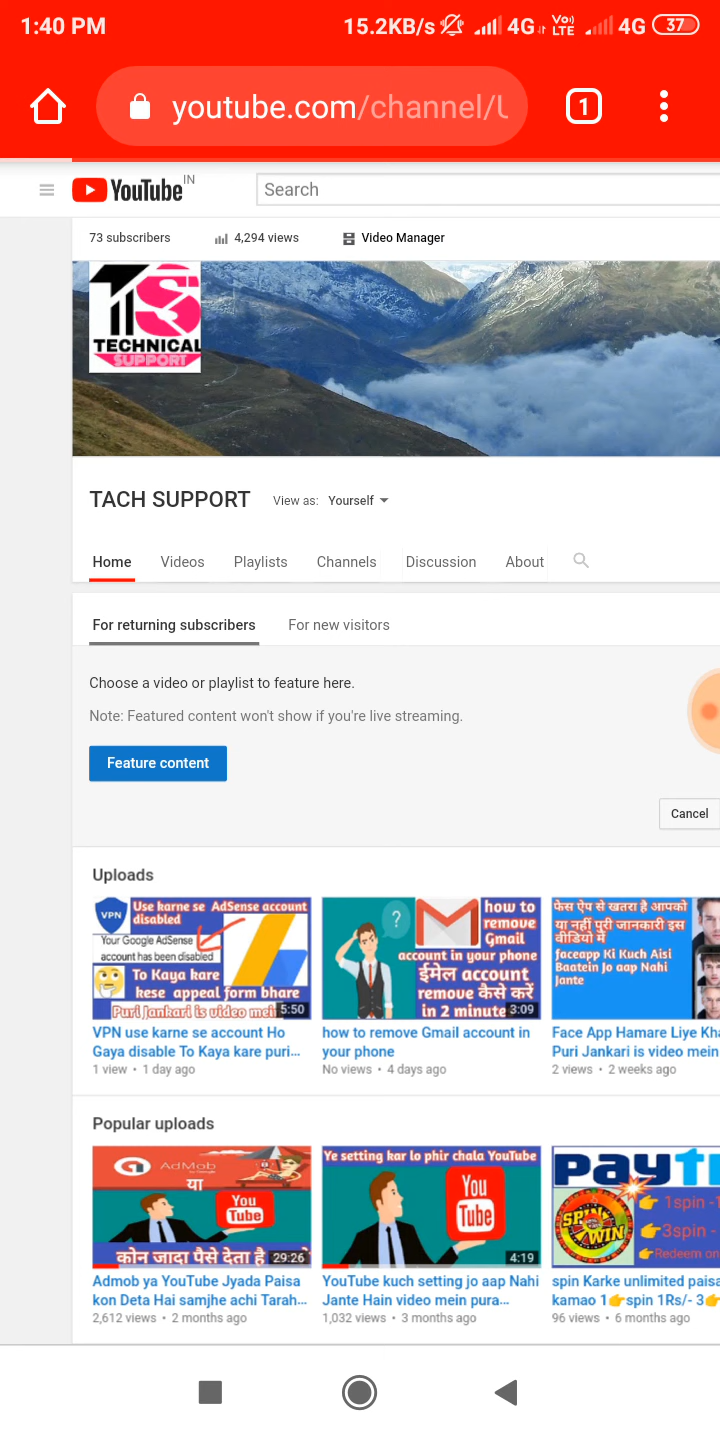 1:40 PM
15.2KB/s 4G Vo) LTE 4G 37
youtube.com/channel/U
1
YouTube IN
Search
73 subscribers 4,294 views Video Manager
TS
TECHNICAL
SUPPORT
TACH SUPPORT View as: Yourself
Home Videos Playlists Channels Discussion About
For returning subscribers For new visitors
Choose a video or playlist to feature here.
Note: Featured content won't show if you're live streaming.
Feature content
Cancel
Uploads
VPN
Use karne se AdSense account
disabled
Your Google AdSense
account has been disabled
To Kaya kare
kese appeal form bhare
Puri Jankari is video mein
5:50
VPN use karne se account Ho
Gaya disable To Kaya kare puri...
1 view • 1 day ago
?
how to
remove
Gmail
account in your phone
ईमेल account
remove कैसे करें
in 2 minute
3:09
how to remove Gmail account in
your phone
No views • 4 days ago
फेस ऐप से खतरा है आपको
या नहीं पुरी जानकारी इस
वीडियो में
faceapp Ki Kuch Aisi
Baatein Jo aap Nahi
Jante
Face App Hamare Liye Kha
Puri Jankari is video mein
2 views • 2 weeks ago
Popular uploads
AdMob
by Google
या
You
Tube
कोन जादा पैसे देता है
29:26
Admob ya YouTube Jyada Paisa
kon Deta Hai samjhe achi Tarah...
2,612 views • 2 months ago
Ye setting kar lo phir chala YouTube
You
Tube
4:19
YouTube kuch setting jo aap Nahi
Jante Hain video mein pura...
1,032 views • 3 months ago
payt
SPIN
WIN
👉 1spin -1
👉 3spin -
👉 Redeem on
spin Karke unlimited paisa
kamao 1👉spin 1Rs/- 3👉
96 views • 6 months ago